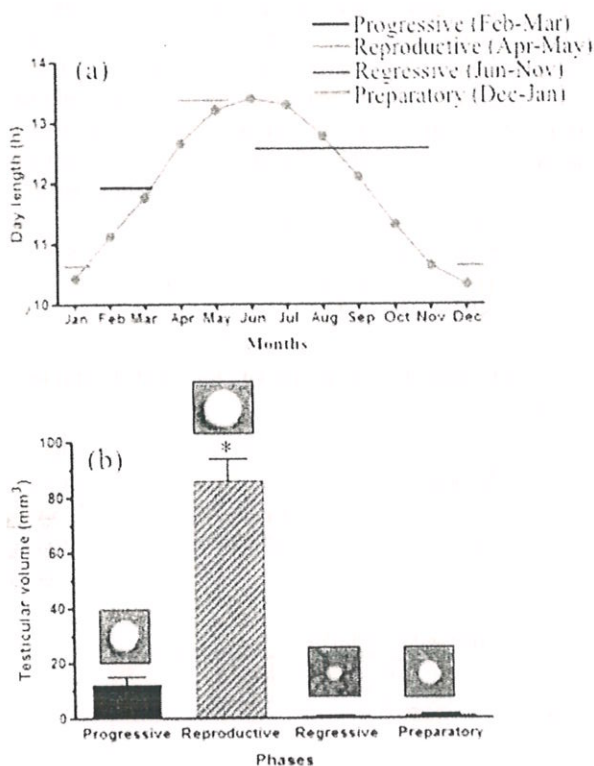 Progressive (Feb-Mar)
Reproductive (Apr-May)
Regressive (Jun-Nov)
Preparatory (Dec-Jan)
(a)
14
13
12
11
10
Day length (h)
Jan Feb Mar Apr May Jun Jul Aug Sep Oct Nov Dec
Months
(b)
100
80
60
40
20
0
Testicular volume (mm³)
*
Progressive Reproductive Regressive Preparatory
Phases